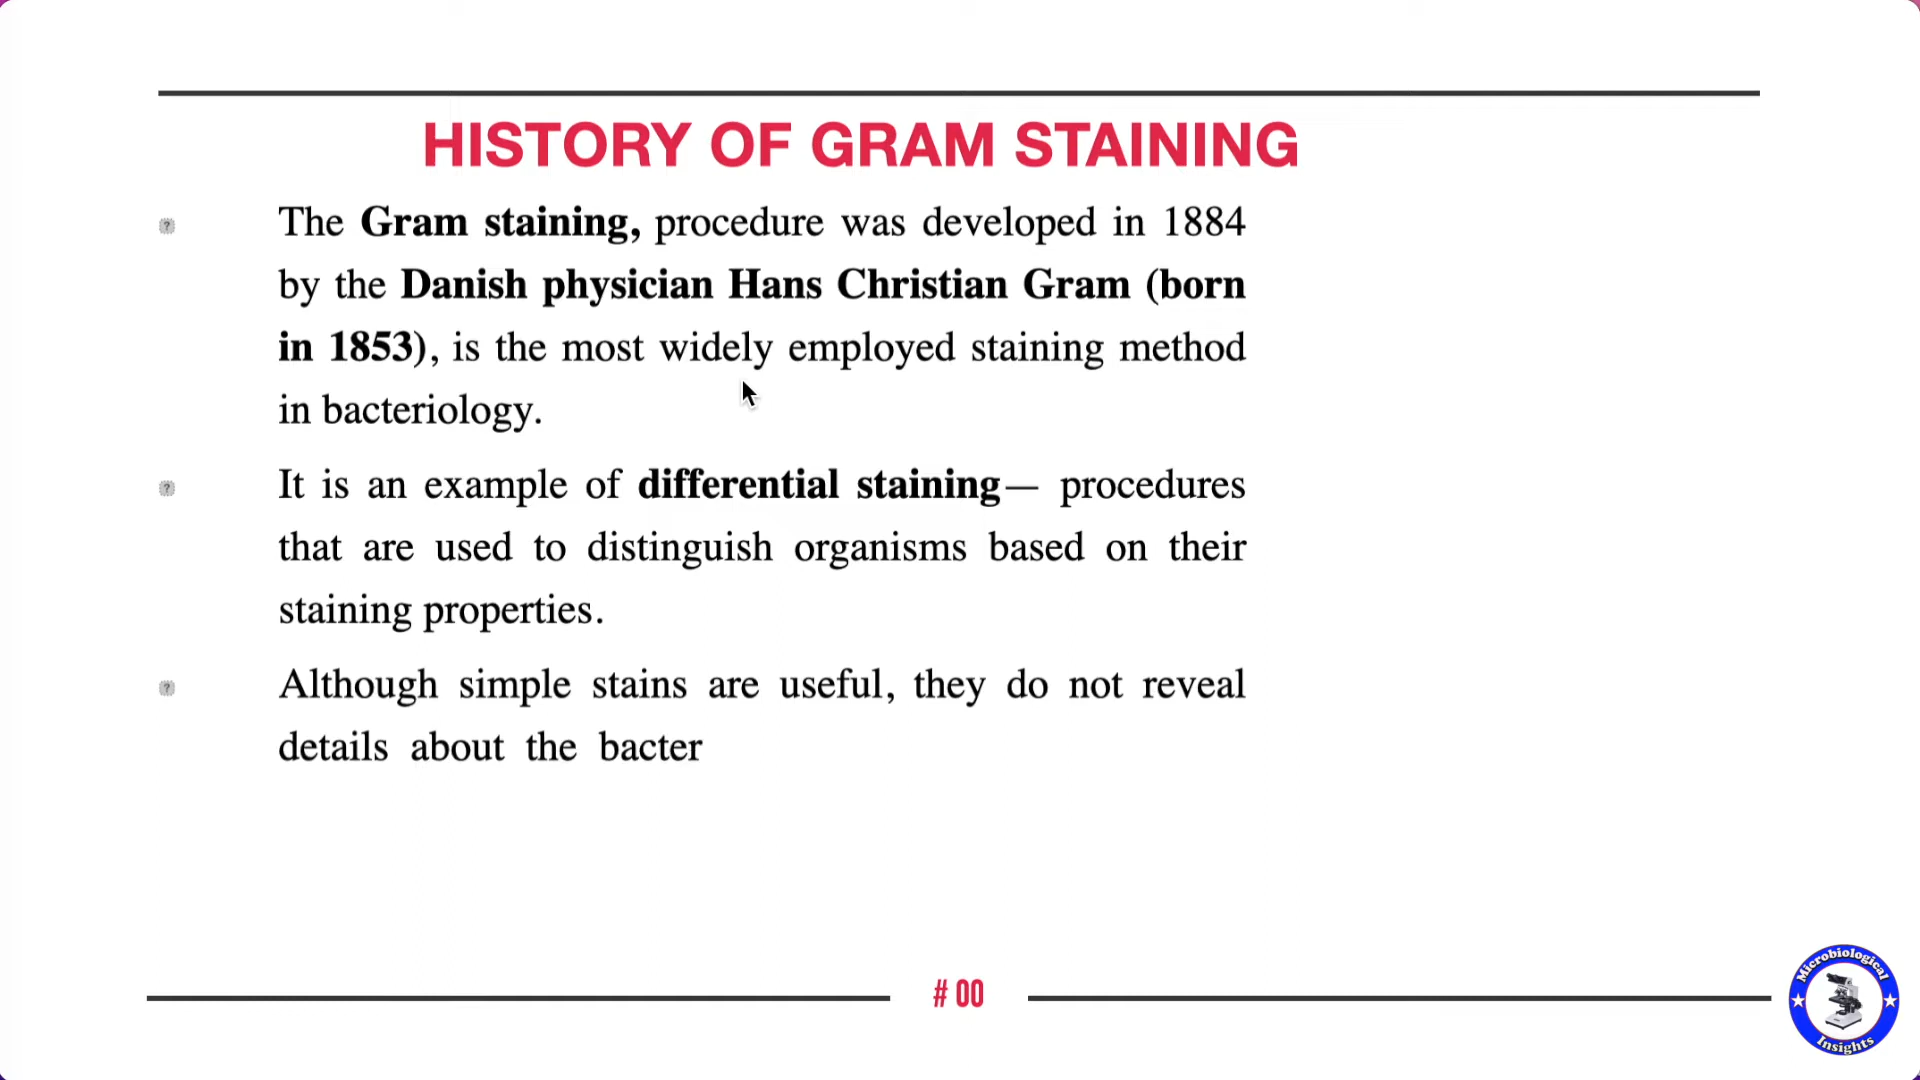 HISTORY OF GRAM STAINING
The Gram staining, procedure was developed in 1884
by the Danish physician Hans Christian Gram (born
in 1853), is the most widely employed staining method
in bacteriology.
It is an example of differential staining— procedures
that are used to distinguish organisms based on their
staining properties.
Although simple stains are useful, they do not reveal
details about the bacter
# 00
Microbiological
Insights